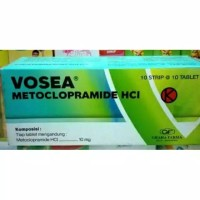 VOSEA®
METOCLOPRAMIDE HCl
10 STRIP @ 10 TABLET
K
Komposisi :
Tiap tablet mengandung :
Metoclopramide HCl ........ 10 mg